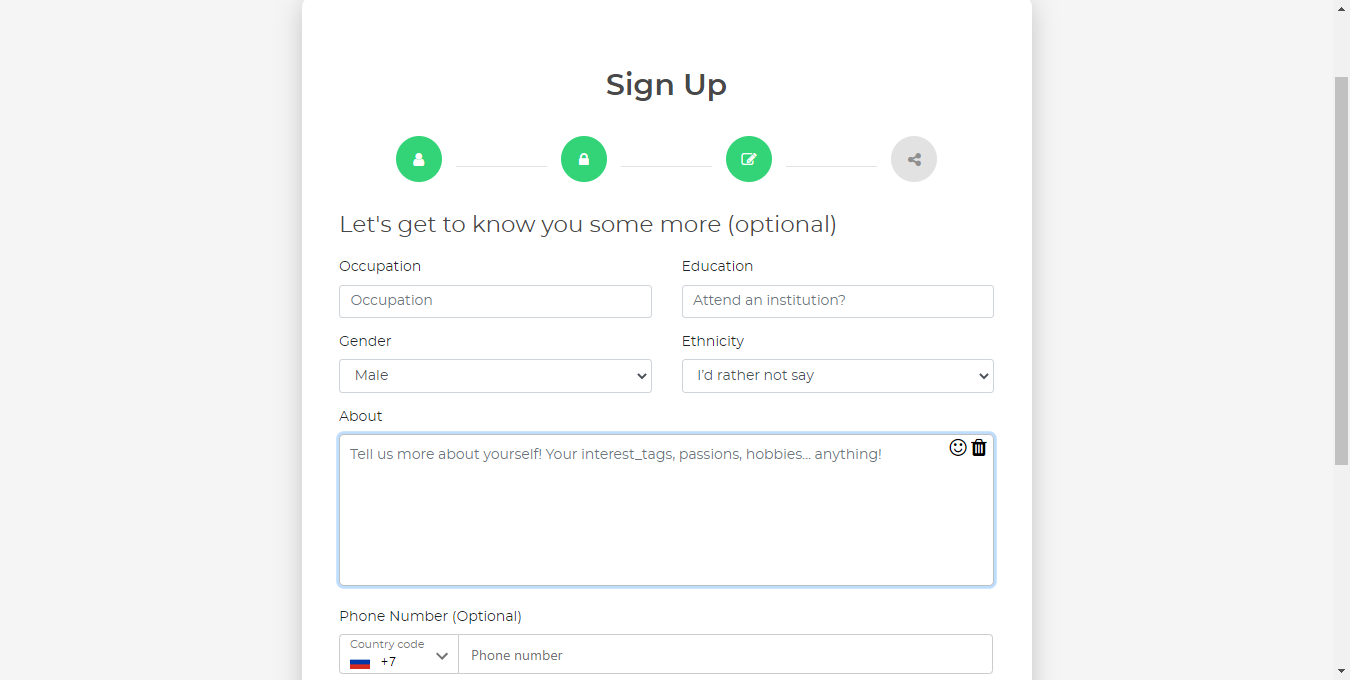 Sign Up
Let's get to know you some more (optional)
Occupation Education
Occupation Attend an institution?
Gender Ethnicity
Male I'd rather not say
About
Tell us more about yourself! Your interest_tags, passions, hobbies... anything!
Phone Number (Optional)
Country code
+7 Phone number